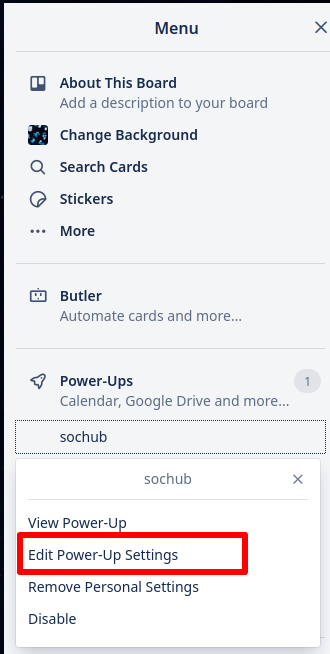 Menu
About This Board
Add a description to your board
Change Background
Search Cards
Stickers
More
Butler
Automate cards and more...
Power-Ups
1
Calendar, Google Drive and more...
sochub
sochub
View Power-Up
Edit Power-Up Settings
Remove Personal Settings
Disable